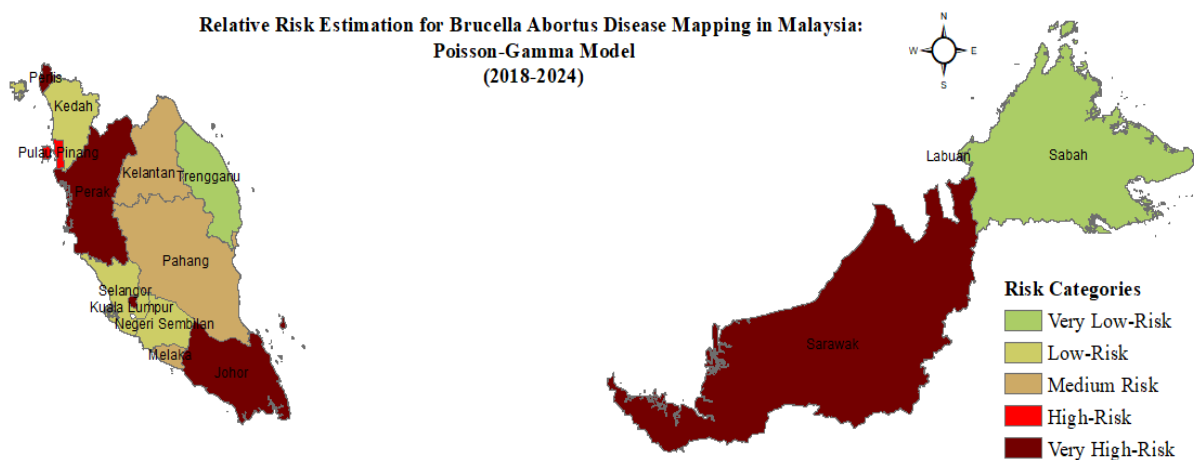 Relative Risk Estimation for Brucella Abortus Disease Mapping in Malaysia:
Poisson-Gamma Model
(2018-2024)
N
W
E
S
Perlis
Kedah
Pulau Pinang
Perak
Kelantan
Trengganu
Pahang
Selangor
Kuala Lumpur
Negeri Sembilan
Melaka
Johor
Labuan
Sabah
Sarawak
Risk Categories
Very Low-Risk
Low-Risk
Medium Risk
High-Risk
Very High-Risk